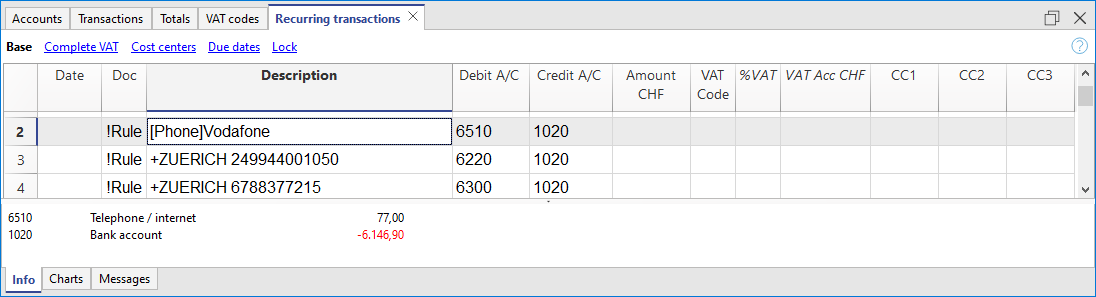 Accounts Transactions Totals VAT codes Recurring transactions
Base Complete VAT Cost centers Due dates Lock ?
Date Doc Description Debit A/C Credit A/C Amount CHF VAT Code %VAT VAT Acc CHF CC1 CC2 CC3
2 !Rule [Phone]Vodafone 6510 1020
3 !Rule +ZUERICH 249944001050 6220 1020
4 !Rule +ZUERICH 6788377215 6300 1020
6510 Telephone / internet 77,00
1020 Bank account -6.146,90
Info Charts Messages